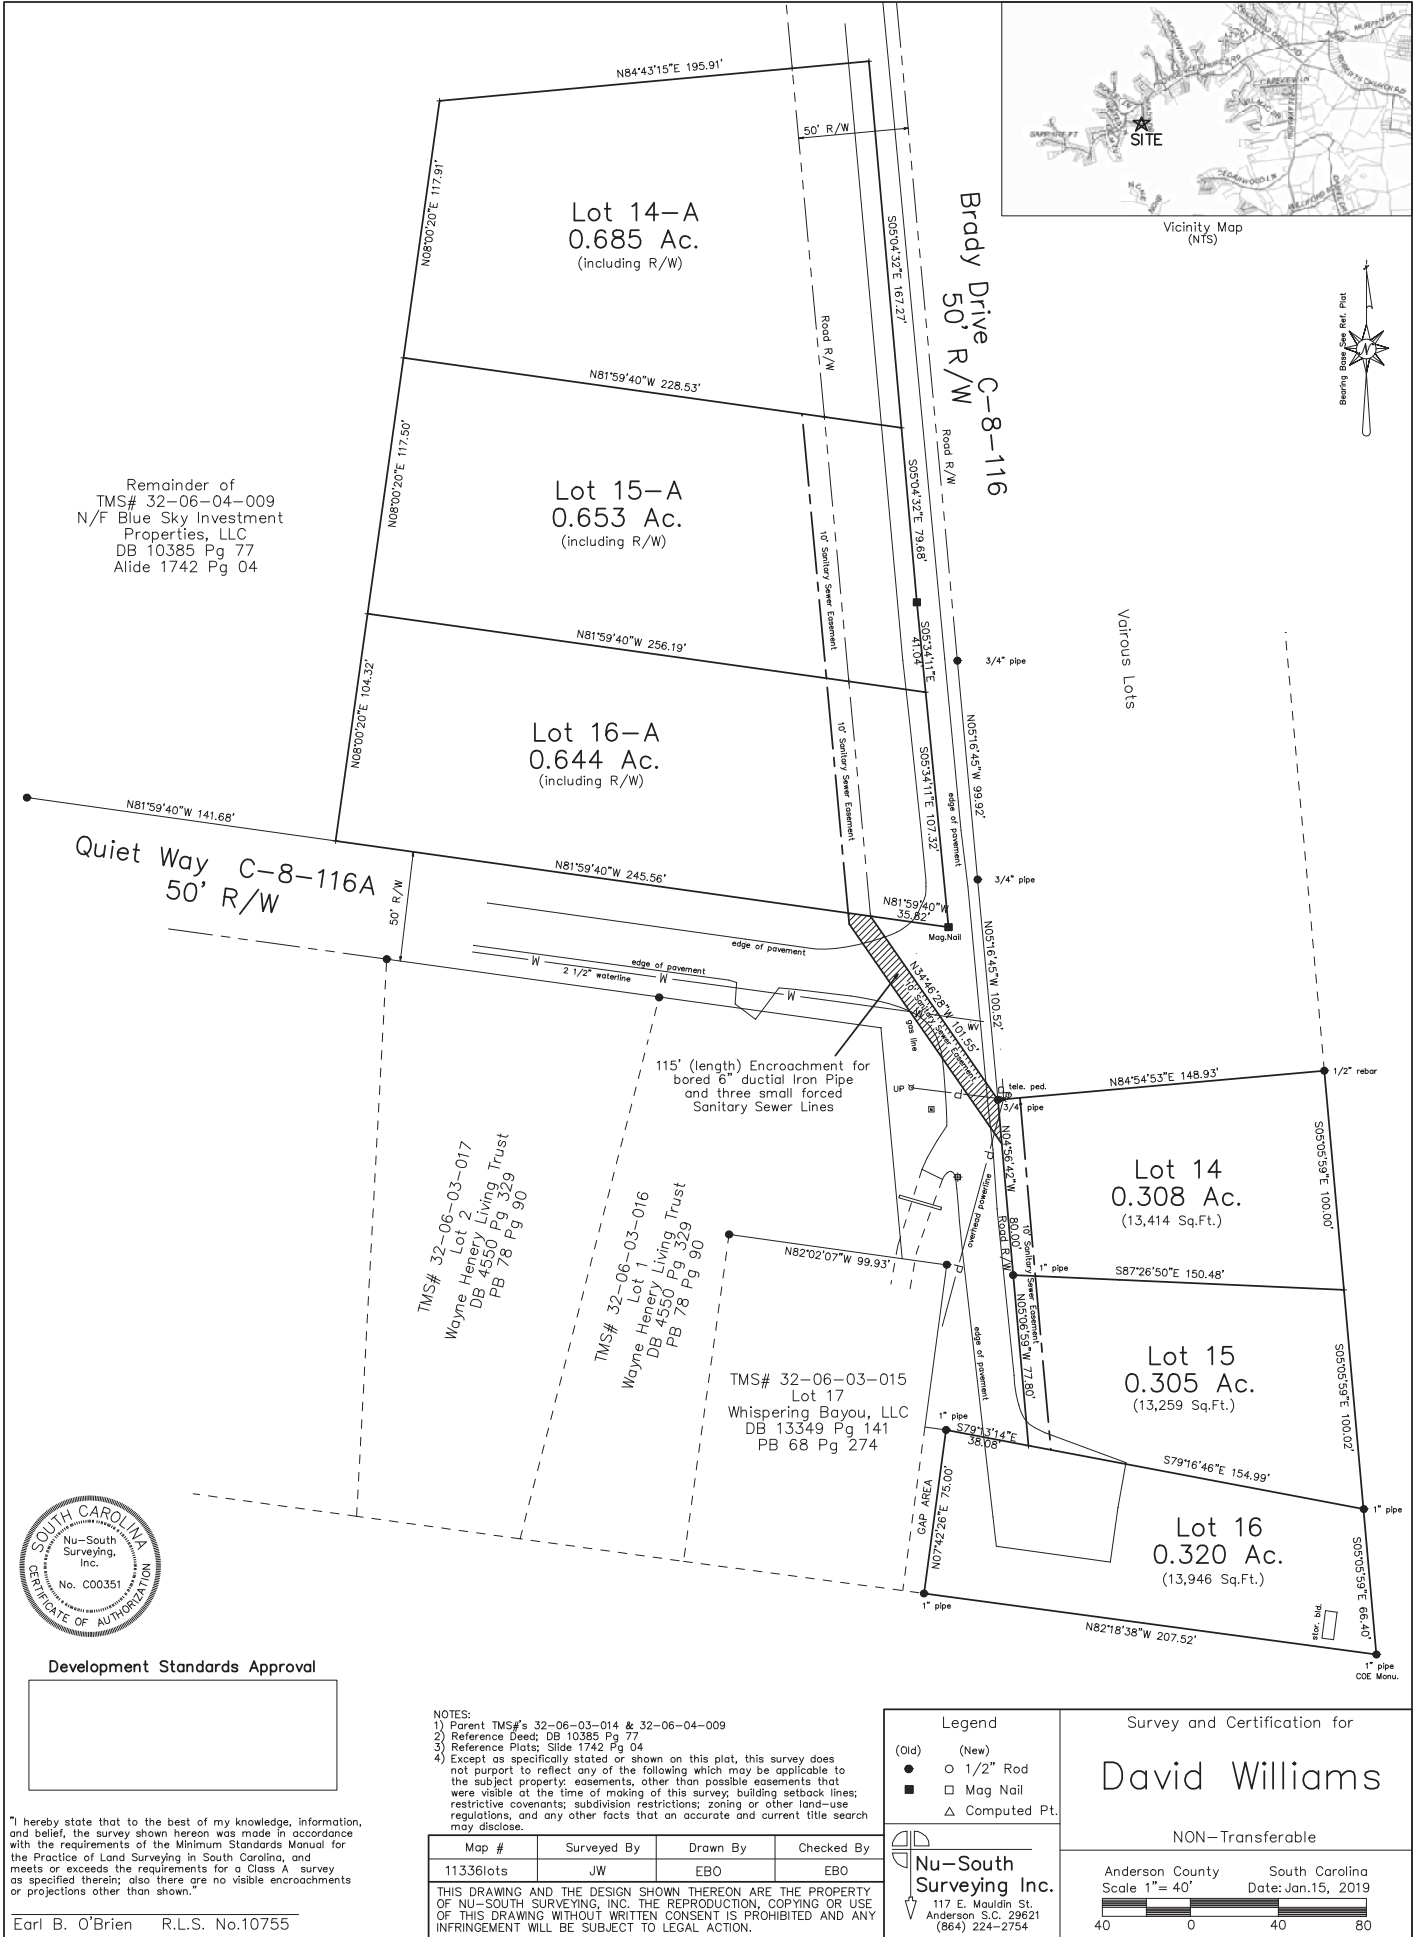 N84°43'15"E 195.91'
50' R/W
N08°00'20"E 117.91'
Lot 14-A
0.685 Ac.
(including R/W)
S05°04'32"E 167.27'
Brady Drive C-8-116
50' R/W
Road R/W
Road R/W
SAPPHIRE PT
CEDARWOOD LN
MURPHY RD
SITE
Vicinity Map
(NTS)
Bearing Base See Ref. Plat
N
N81°59'40"W 228.53'
N08°00'20"E 117.50'
Remainder of
TMS# 32-06-04-009
N/F Blue Sky Investment
Properties, LLC
DB 10385 Pg 77
Alide 1742 Pg 04
Lot 15-A
0.653 Ac.
(including R/W)
10' Sanitary Sewer Easement
S05°04'32"E 79.68'
S05°34'11"E
41.04'
3/4" pipe
Vairous Lots
N81°59'40"W 256.19'
N08°00'20"E 104.32'
Lot 16-A
0.644 Ac.
(including R/W)
10' Sanitary Sewer Easement
S05°34'11"E 107.32'
edge of pavement
N05°16'45"W 99.92'
3/4" pipe
N81°59'40"W 141.68'
Quiet Way C-8-116A
50' R/W
50' R/W
N81°59'40"W 245.56'
N81°59'40"W
35.82'
Mag.Nail
edge of pavement
edge of pavement
2 1/2" waterline
W
W
W
W
WV
gas line
N34°46'28"W 101.55'
10' Sanitary Sewer Easement
N05°16'45"W 100.52'
115' (length) Encroachment for
bored 6" ductial Iron Pipe
and three small forced
Sanitary Sewer Lines
UP
P
P
P
P
tele. ped.
3/4" pipe
N84°54'53"E 148.93'
1/2" rebar
Lot 14
0.308 Ac.
(13,414 Sq.Ft.)
S05°05'59"E 100.00'
N04°56'42"W
80.00'
Road R/W
overhead powerline
10' Sanitary Sewer Easement
1" pipe
S87°26'50"E 150.48'
N05°06'59"W 77.80'
edge of pavement
Lot 15
0.305 Ac.
(13,259 Sq.Ft.)
S05°05'59"E 100.02'
TMS# 32-06-03-017
Lot 2
Wayne Henery Living Trust
DB 4550 Pg 329
PB 78 Pg 90
TMS# 32-06-03-016
Lot 1
Wayne Henery Living Trust
DB 4550 Pg 329
PB 78 Pg 90
N82°02'07"W 99.93'
TMS# 32-06-03-015
Lot 17
Whispering Bayou, LLC
DB 13349 Pg 141
PB 68 Pg 274
1" pipe
S79°13'14"E
38.08'
S79°16'46"E 154.99'
1" pipe
GAP AREA
N07°42'26"E 75.00'
Lot 16
0.320 Ac.
(13,946 Sq.Ft.)
1" pipe
N82°18'38"W 207.52'
stor. bld.
S05°05'59"E 66.40'
1" pipe
COE Monu.
SOUTH CAROLINA
Nu-South
Surveying,
Inc.
No. C00351
CERTIFICATE OF AUTHORIZATION
Development Standards Approval
"I hereby state that to the best of my knowledge, information,
and belief, the survey shown hereon was made in accordance
with the requirements of the Minimum Standards Manual for
the Practice of Land Surveying in South Carolina, and
meets or exceeds the requirements for a Class A survey
as specified therein; also there are no visible encroachments
or projections other than shown."
Earl B. O'Brien R.L.S. No.10755
NOTES:
1) Parent TMS#'s 32-06-03-014 & 32-06-04-009
2) Reference Deed; DB 10385 Pg 77
3) Reference Plats; Slide 1742 Pg 04
4) Except as specifically stated or shown on this plat, this survey does
not purport to reflect any of the following which may be applicable to
the subject property: easements, other than possible easements that
were visible at the time of making of this survey; building setback lines;
restrictive covenants; subdivision restrictions; zoning or other land-use
regulations, and any other facts that an accurate and current title search
may disclose.
Map # Surveyed By Drawn By Checked By
11336lots JW EBO EBO
THIS DRAWING AND THE DESIGN SHOWN THEREON ARE THE PROPERTY
OF NU-SOUTH SURVEYING, INC. THE REPRODUCTION, COPYING OR USE
OF THIS DRAWING WITHOUT WRITTEN CONSENT IS PROHIBITED AND ANY
INFRINGEMENT WILL BE SUBJECT TO LEGAL ACTION.
Legend
(Old) (New)
1/2" Rod
Mag Nail
Computed Pt.
Nu-South
Surveying Inc.
117 E. Mauldin St.
Anderson S.C. 29621
(864) 224-2754
Survey and Certification for
David Williams
NON-Transferable
Anderson County South Carolina
Scale 1"= 40' Date: Jan.15, 2019
40 0 40 80